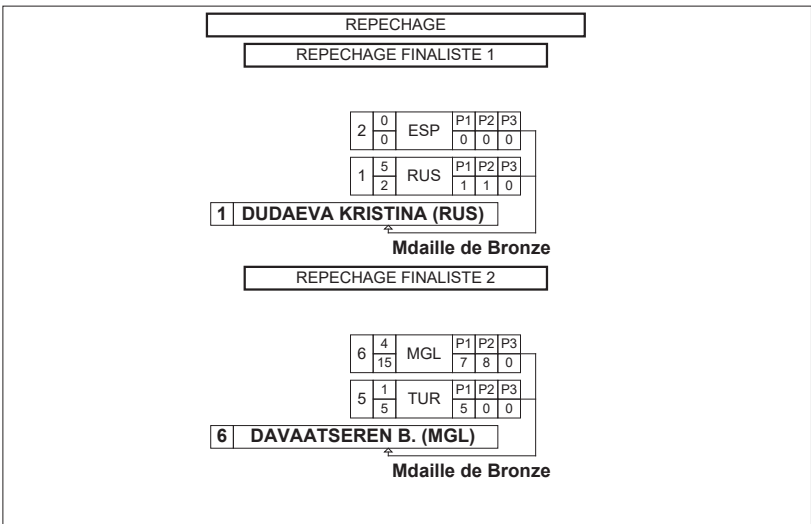 REPECHAGE
REPECHAGE FINALISTE 1
2 0 ESP P1 P2 P3
0 0 0 0
1 5 RUS P1 P2 P3
2 1 1 0
1 DUDAEVA KRISTINA (RUS)
Mdaille de Bronze
REPECHAGE FINALISTE 2
6 4 MGL P1 P2 P3
15 7 8 0
5 1 TUR P1 P2 P3
5 5 0 0
6 DAVAATSEREN B. (MGL)
Mdaille de Bronze